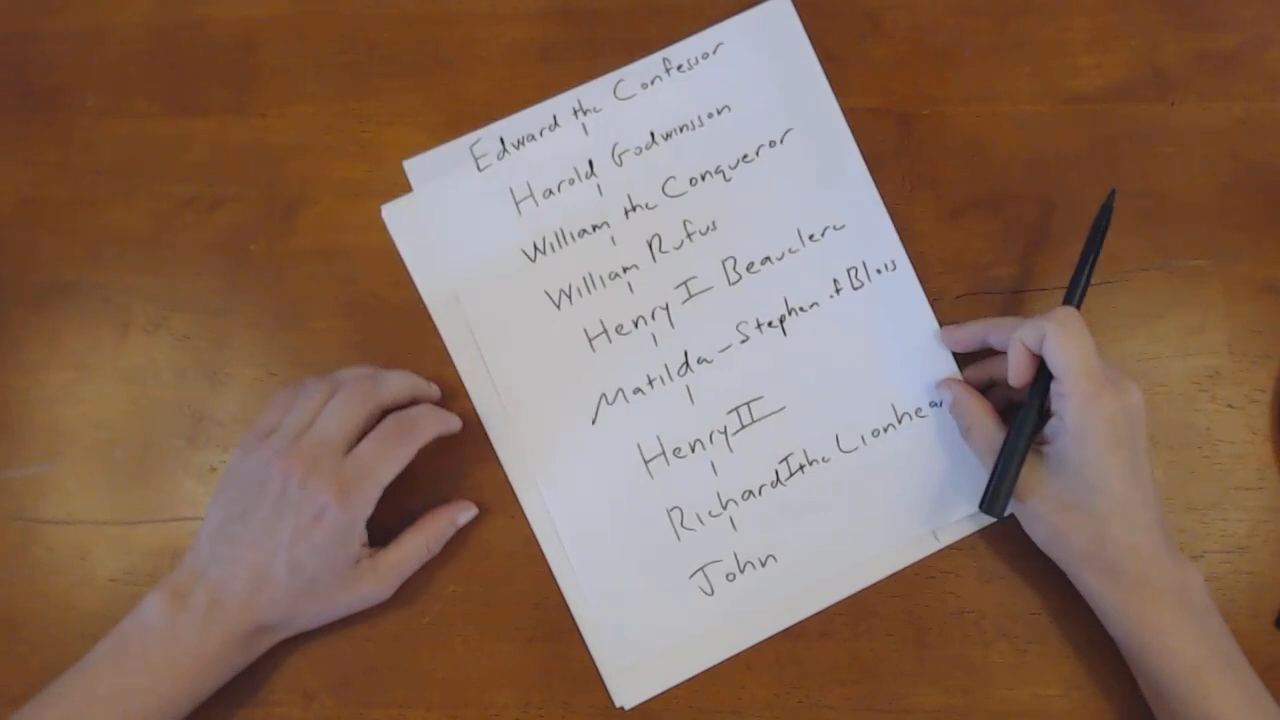 Edward the Confessor
Harold Godwinsson
William the Conqueror
William Rufus
Henry I Beauclerc
Matilda - Stephen of Blois
Henry II
Richard I the Lionhear
John